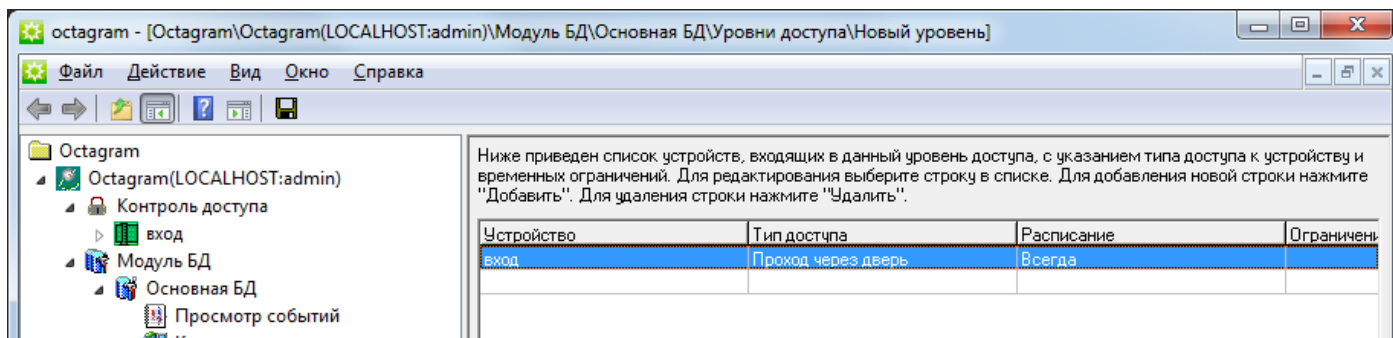 octagram - [Octagram\Octagram(LOCALHOST:admin)\Модуль БД\Основная БД\Уровни доступа\Новый уровень]
Файл Действие Вид Окно Справка
Octagram
Octagram(LOCALHOST:admin)
Контроль доступа
вход
Модуль БД
Основная БД
Просмотр событий
Ниже приведен список устройств, входящих в данный уровень доступа, с указанием типа доступа к устройству и
временных ограничений. Для редактирования выберите строку в списке. Для добавления новой строки нажмите
"Добавить". Для удаления строки нажмите "Удалить".
Устройство Тип доступа Расписание Ограничени
вход Проход через дверь Всегда